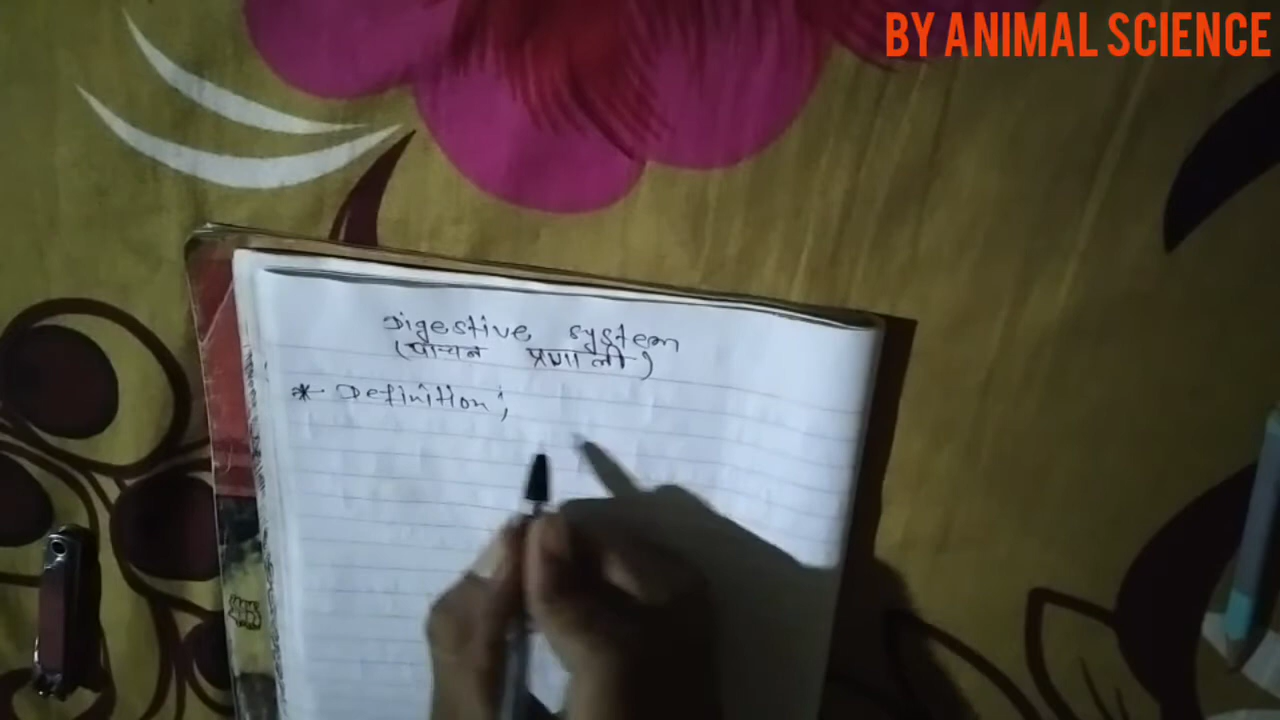 BY ANIMAL SCIENCE
Digestive system
(पाचन प्रणाली)
* Definition;